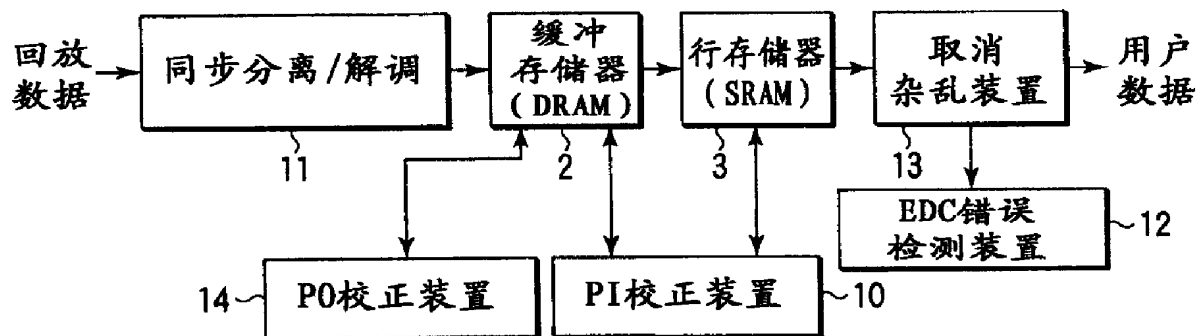 回放
数据
同步分离/解调
缓冲
存储器
(DRAM)
行存储器
(SRAM)
取消
杂乱装置
用户
数据
11
2
3
13
EDC错误
检测装置
12
14
PO校正装置
PI校正装置
10